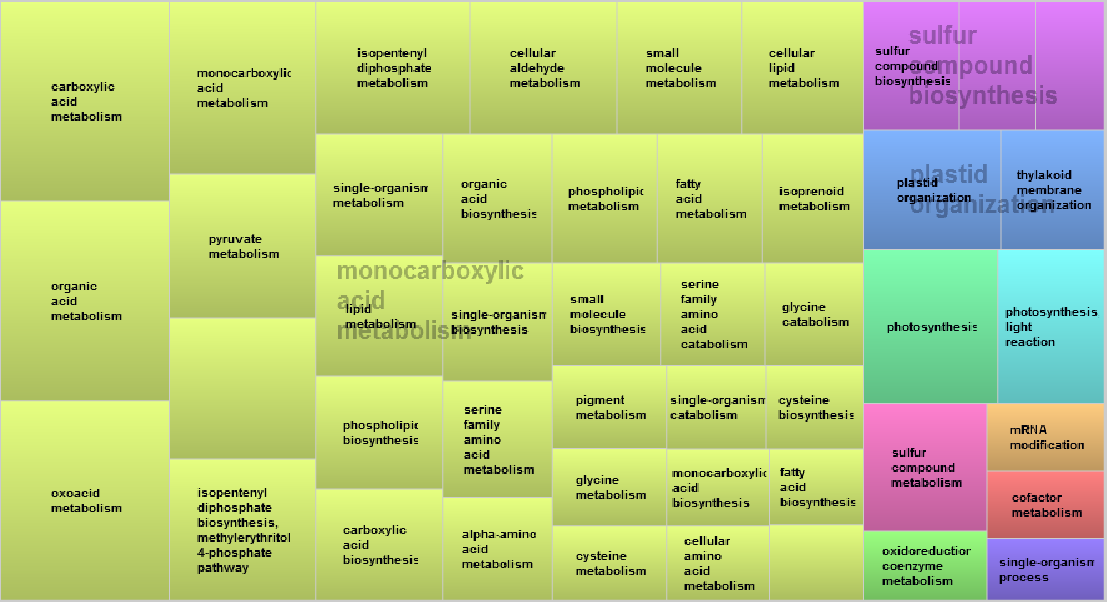 carboxylic
acid
metabolism
organic
acid
metabolism
oxoacid
metabolism
monocarboxylic
acid
metabolism
pyruvate
metabolism
isopentenyl
diphosphate
biosynthesis,
methylerythritol
4-phosphate
pathway
isopentenyl
diphosphate
metabolism
cellular
aldehyde
metabolism
small
molecule
metabolism
cellular
lipid
metabolism
single-organism
metabolism
organic
acid
biosynthesis
phospholipid
metabolism
fatty
acid
metabolism
isoprenoid
metabolism
monocarboxylic
acid
metabolism
lipid
metabolism
single-organism
biosynthesis
small
molecule
biosynthesis
serine
family
amino
acid
catabolism
glycine
catabolism
phospholipid
biosynthesis
serine
family
amino
acid
metabolism
pigment
metabolism
single-organism
catabolism
cysteine
biosynthesis
glycine
metabolism
monocarboxylic
acid
biosynthesis
fatty
acid
biosynthesis
carboxylic
acid
biosynthesis
alpha-amino
acid
metabolism
cysteine
metabolism
cellular
amino
acid
metabolism
sulfur
compound
biosynthesis
sulfur
compound
biosynthesis
plastid
organization
plastid
organization
thylakoid
membrane
organization
photosynthesis
photosynthesis
light
reaction
sulfur
compound
metabolism
mRNA
modification
cofactor
metabolism
oxidoreduction
coenzyme
metabolism
single-organism
process